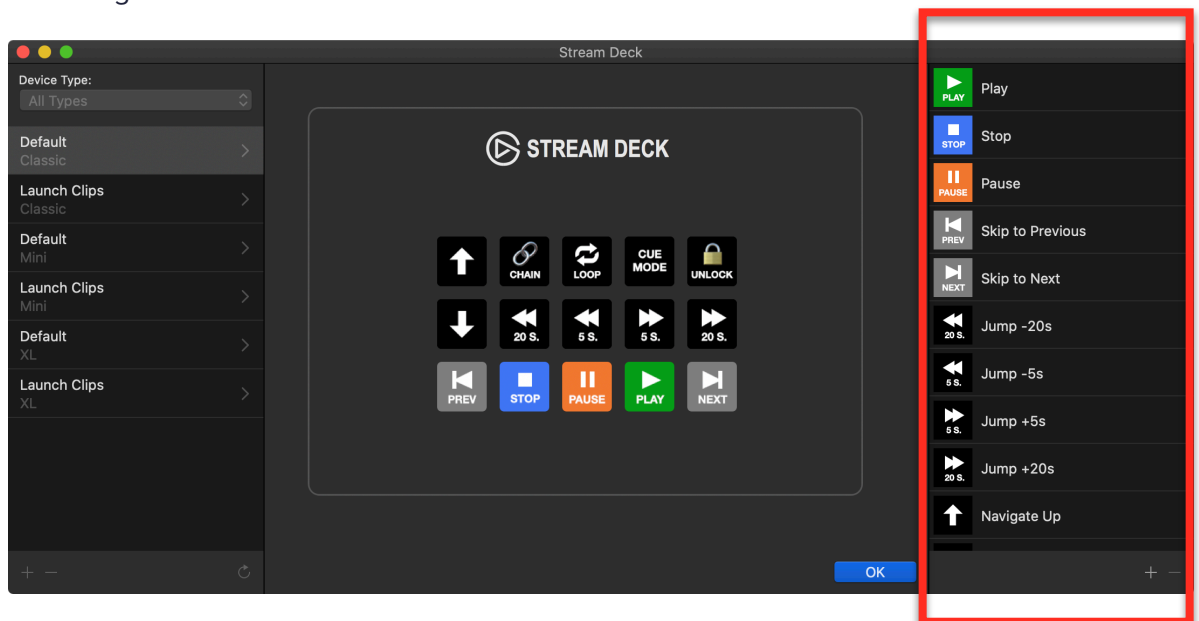 Stream Deck
Device Type:
All Types
Default
Classic
Launch Clips
Classic
Default
Mini
Launch Clips
Mini
Default
XL
Launch Clips
XL
STREAM DECK
CHAIN
LOOP
CUE
MODE
UNLOCK
20 S.
5 S.
5 S.
20 S.
PREV
STOP
PAUSE
PLAY
NEXT
OK
PLAY Play
STOP Stop
PAUSE Pause
PREV Skip to Previous
NEXT Skip to Next
20 S. Jump -20s
5 S. Jump -5s
5 S. Jump +5s
20 S. Jump +20s
Navigate Up